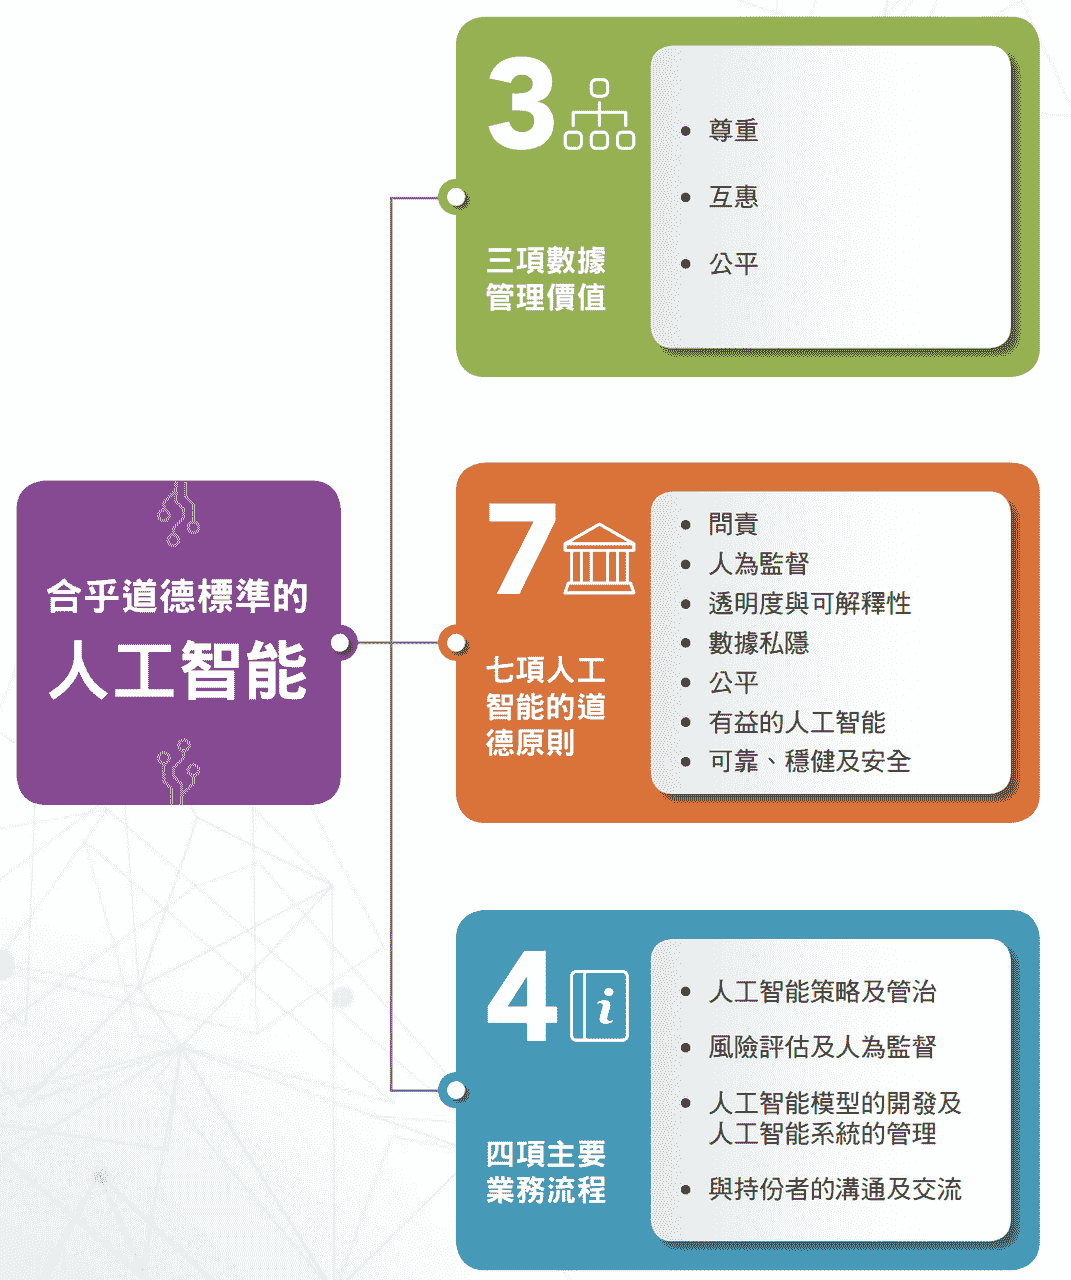 合乎道德標準的
人工智能
3
三項數據
管理價值
• 尊重
• 互惠
• 公平
7
七項人工
智能的道
德原則
• 問責
• 人為監督
• 透明度與可解釋性
• 數據私隱
• 公平
• 有益的人工智能
• 可靠、穩健及安全
4
i
四項主要
業務流程
• 人工智能策略及管治
• 風險評估及人為監督
• 人工智能模型的開發及
人工智能系統的管理
• 與持份者的溝通及交流